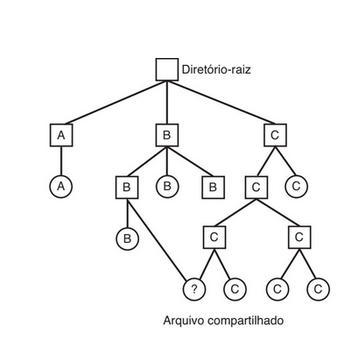 Diretório-raiz
A B C
A B B B C C
B C C
? C C C
Arquivo compartilhado